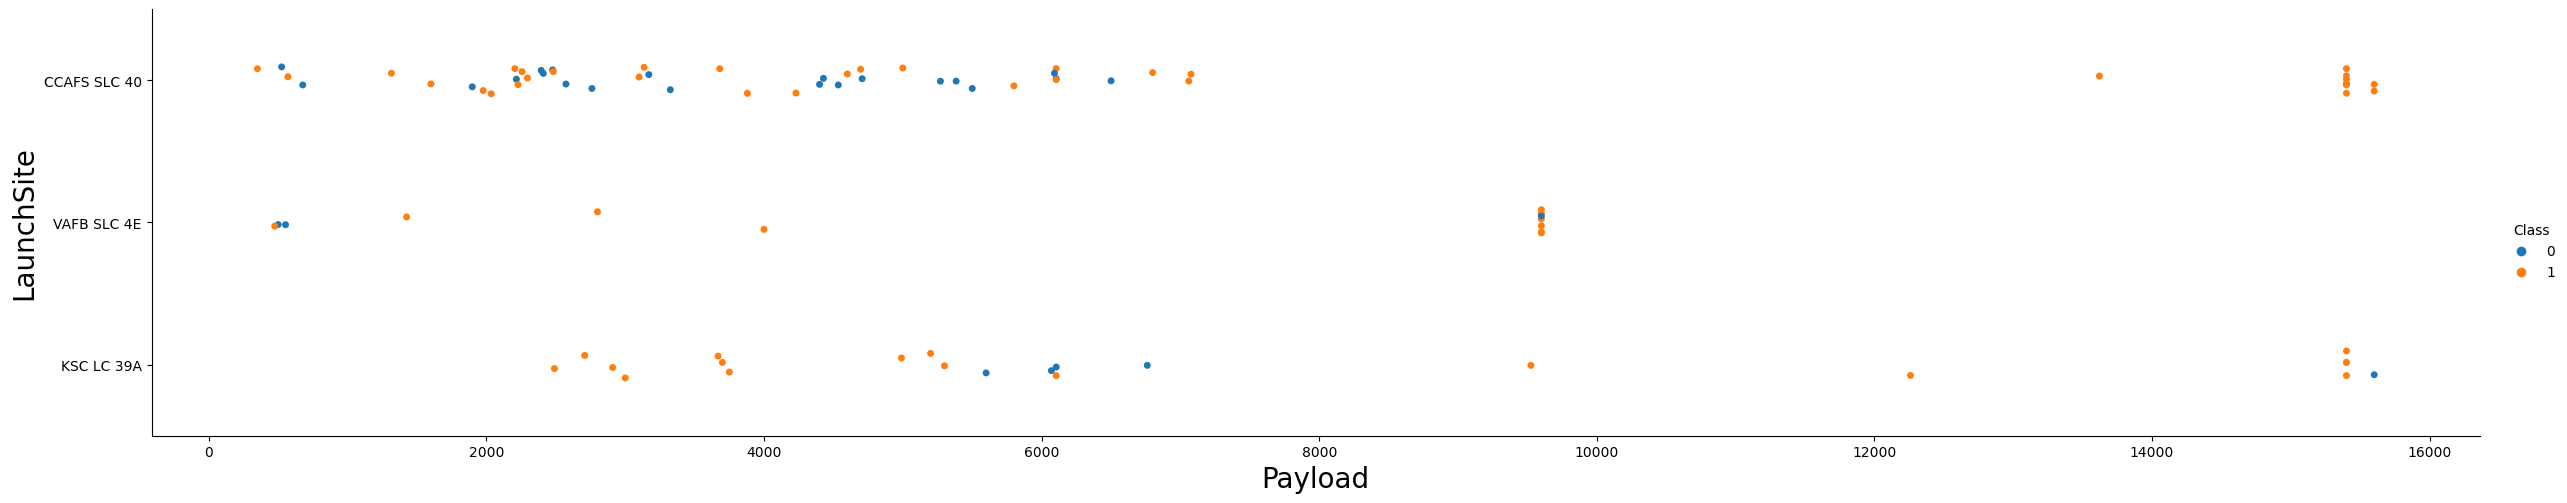 LaunchSite
CCAFS SLC 40
VAFB SLC 4E
KSC LC 39A
0 2000 4000 6000 8000 10000 12000 14000 16000
Payload
Class
0
1